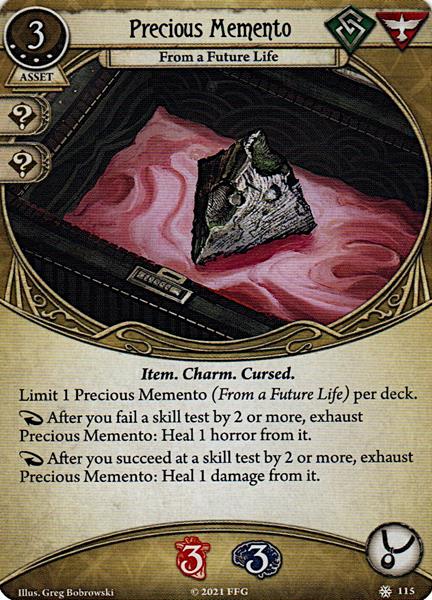 3
ASSET
Precious Memento
From a Future Life
?
?
Item. Charm. Cursed.
Limit 1 Precious Memento (From a Future Life) per deck.
After you fail a skill test by 2 or more, exhaust
Precious Memento: Heal 1 horror from it.
After you succeed at a skill test by 2 or more, exhaust
Precious Memento: Heal 1 damage from it.
3
3
Illus. Greg Bobrowski
© 2021 FFG
115